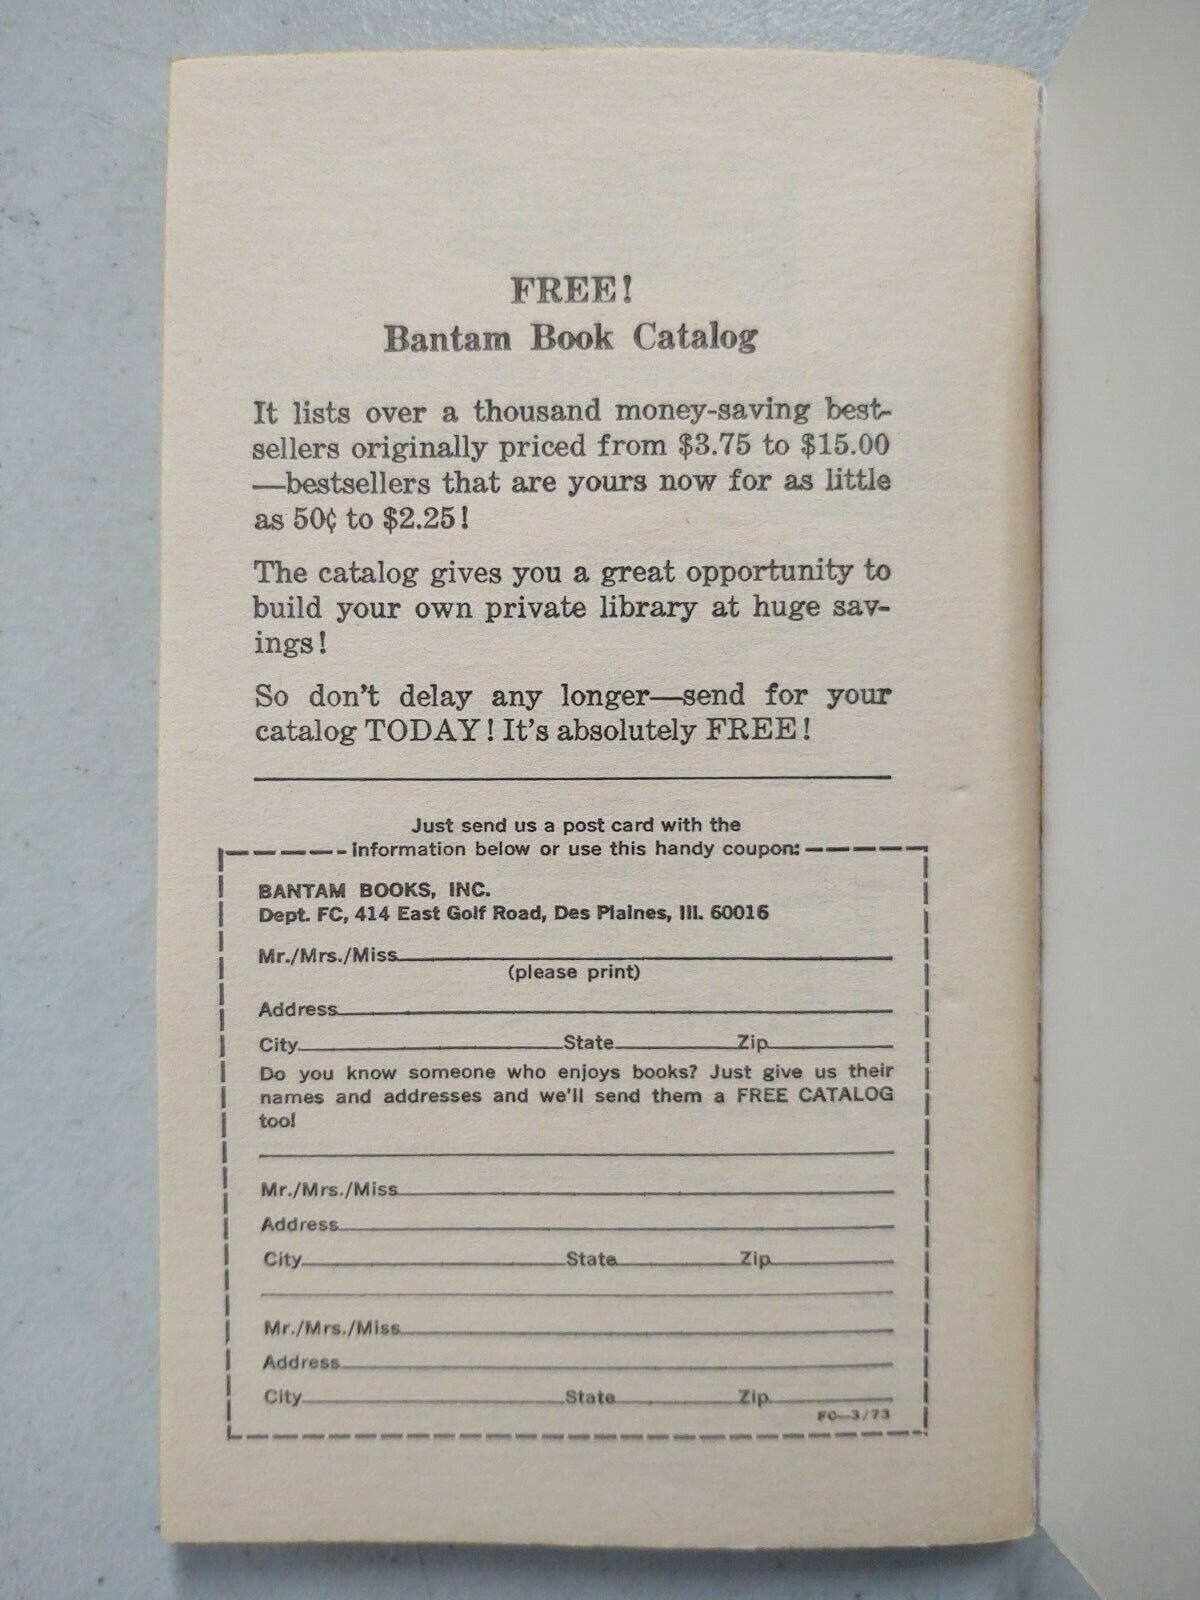 FREE!
Bantam Book Catalog
It lists over a thousand money-saving best-
sellers originally priced from $3.75 to $15.00
—bestsellers that are yours now for as little
as 50¢ to $2.25!
The catalog gives you a great opportunity to
build your own private library at huge sav-
ings!
So don't delay any longer—send for your
catalog TODAY! It's absolutely FREE!
Just send us a post card with the
information below or use this handy coupon:
BANTAM BOOKS, INC.
Dept. FC, 414 East Golf Road, Des Plaines, Ill. 60016
Mr./Mrs./Miss
(please print)
Address
City State Zip
Do you know someone who enjoys books? Just give us their
names and addresses and we'll send them a FREE CATALOG
too!
Mr./Mrs./Miss
Address
City State Zip
Mr./Mrs./Miss
Address
City State Zip
FC—3/73